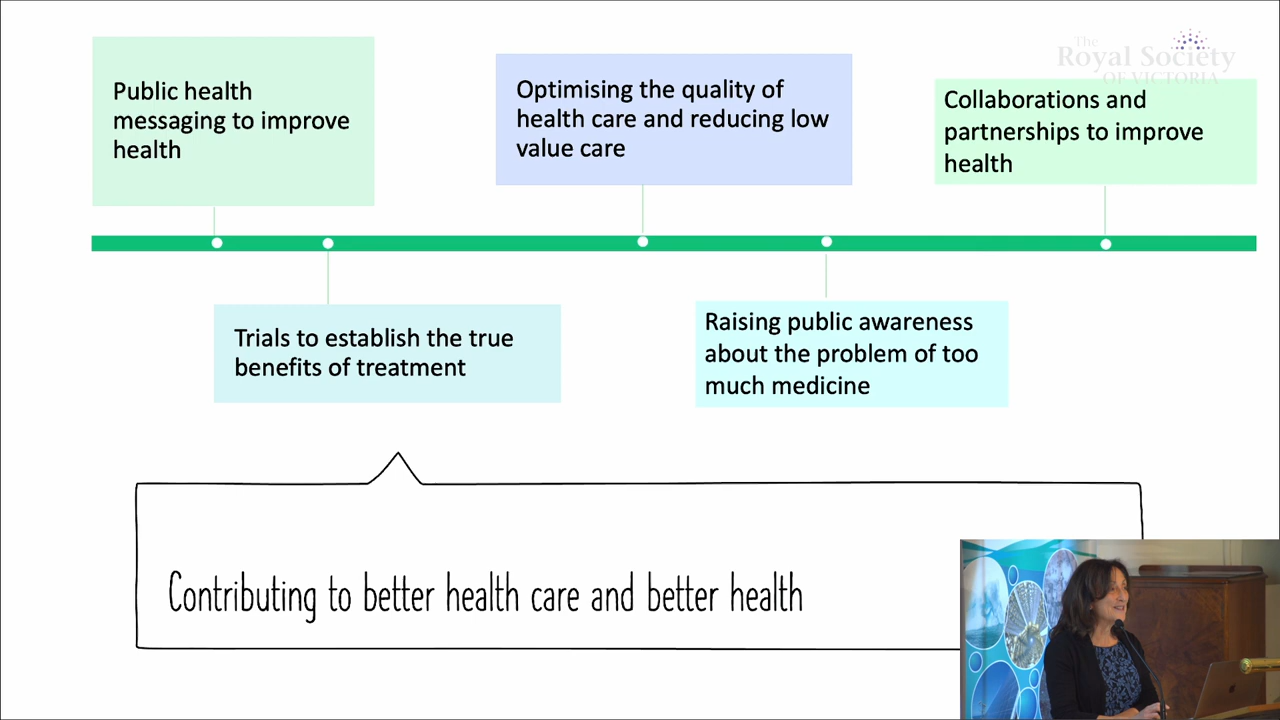 The
Royal Society
OF VICTORIA
Public health
messaging to improve
health
Optimising the quality of
health care and reducing low
value care
Collaborations and
partnerships to improve
health
Trials to establish the true
benefits of treatment
Raising public awareness
about the problem of too
much medicine
Contributing to better health care and better health